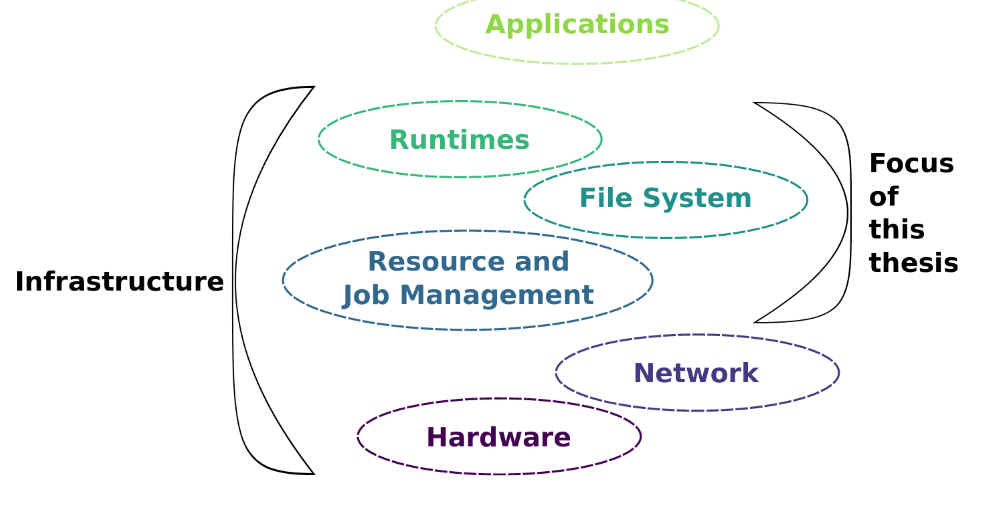 Applications
Runtimes
File System
Resource and
Job Management
Infrastructure
Focus
of
this
thesis
Network
Hardware